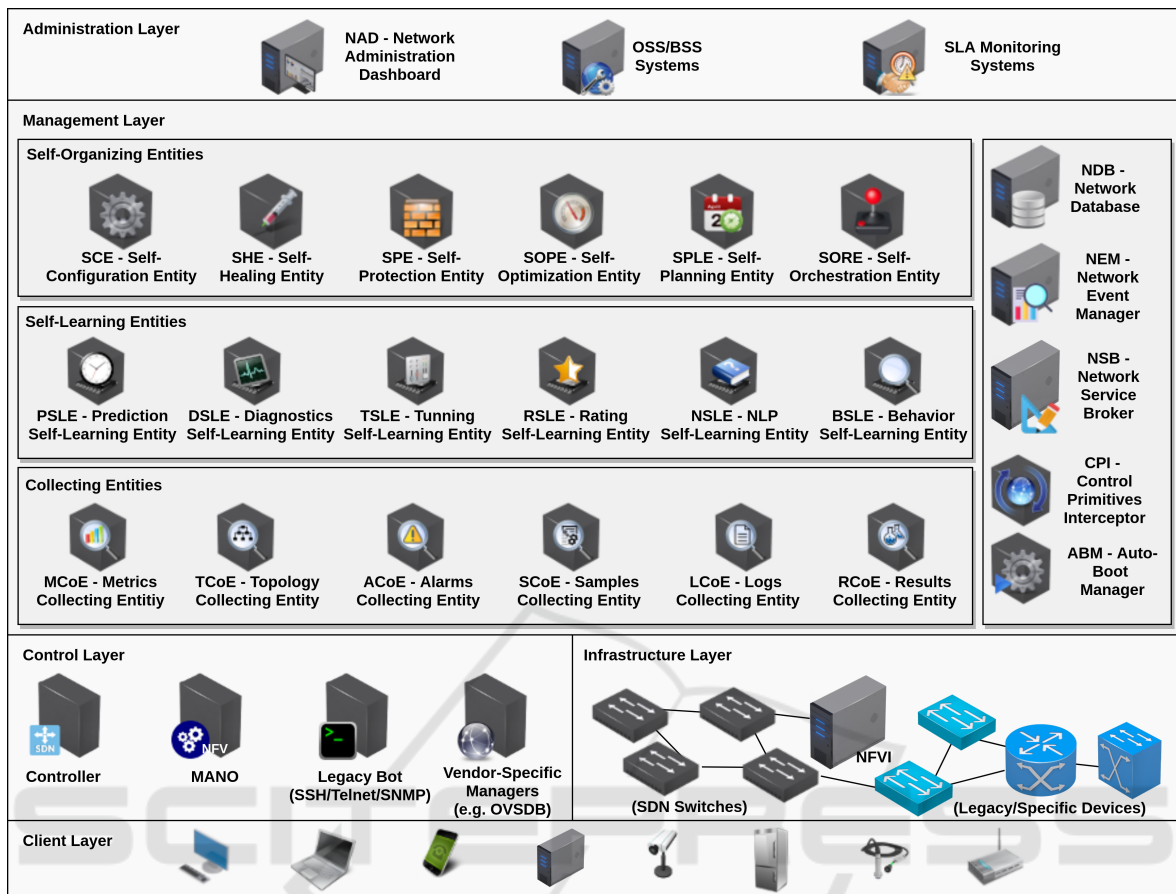 Administration Layer
NAD - Network
Administration
Dashboard
OSS/BSS
Systems
SLA Monitoring
Systems
Management Layer
Self-Organizing Entities
SCE - Self-
Configuration Entity
SHE - Self-
Healing Entity
SPE - Self-
Protection Entity
SOPE - Self-
Optimization Entity
SPLE - Self-
Planning Entity
SORE - Self-
Orchestration Entity
Self-Learning Entities
PSLE - Prediction
Self-Learning Entity
DSLE - Diagnostics
Self-Learning Entity
TSLE - Tunning
Self-Learning Entity
RSLE - Rating
Self-Learning Entity
NSLE - NLP
Self-Learning Entity
BSLE - Behavior
Self-Learning Entity
Collecting Entities
MCoE - Metrics
Collecting Entitiy
TCoE - Topology
Collecting Entity
ACoE - Alarms
Collecting Entity
SCoE - Samples
Collecting Entity
LCoE - Logs
Collecting Entity
RCoE - Results
Collecting Entity
NDB -
Network
Database
NEM -
Network
Event
Manager
NSB -
Network
Service
Broker
CPI -
Control
Primitives
Interceptor
ABM - Auto-
Boot
Manager
Control Layer
SDN
Controller
NFV
MANO
>_
Legacy Bot
(SSH/Telnet/SNMP)
Vendor-Specific
Managers
(e.g. OVSDB)
Infrastructure Layer
NFVI
(SDN Switches)
(Legacy/Specific Devices)
Client Layer
SCITEPRESS